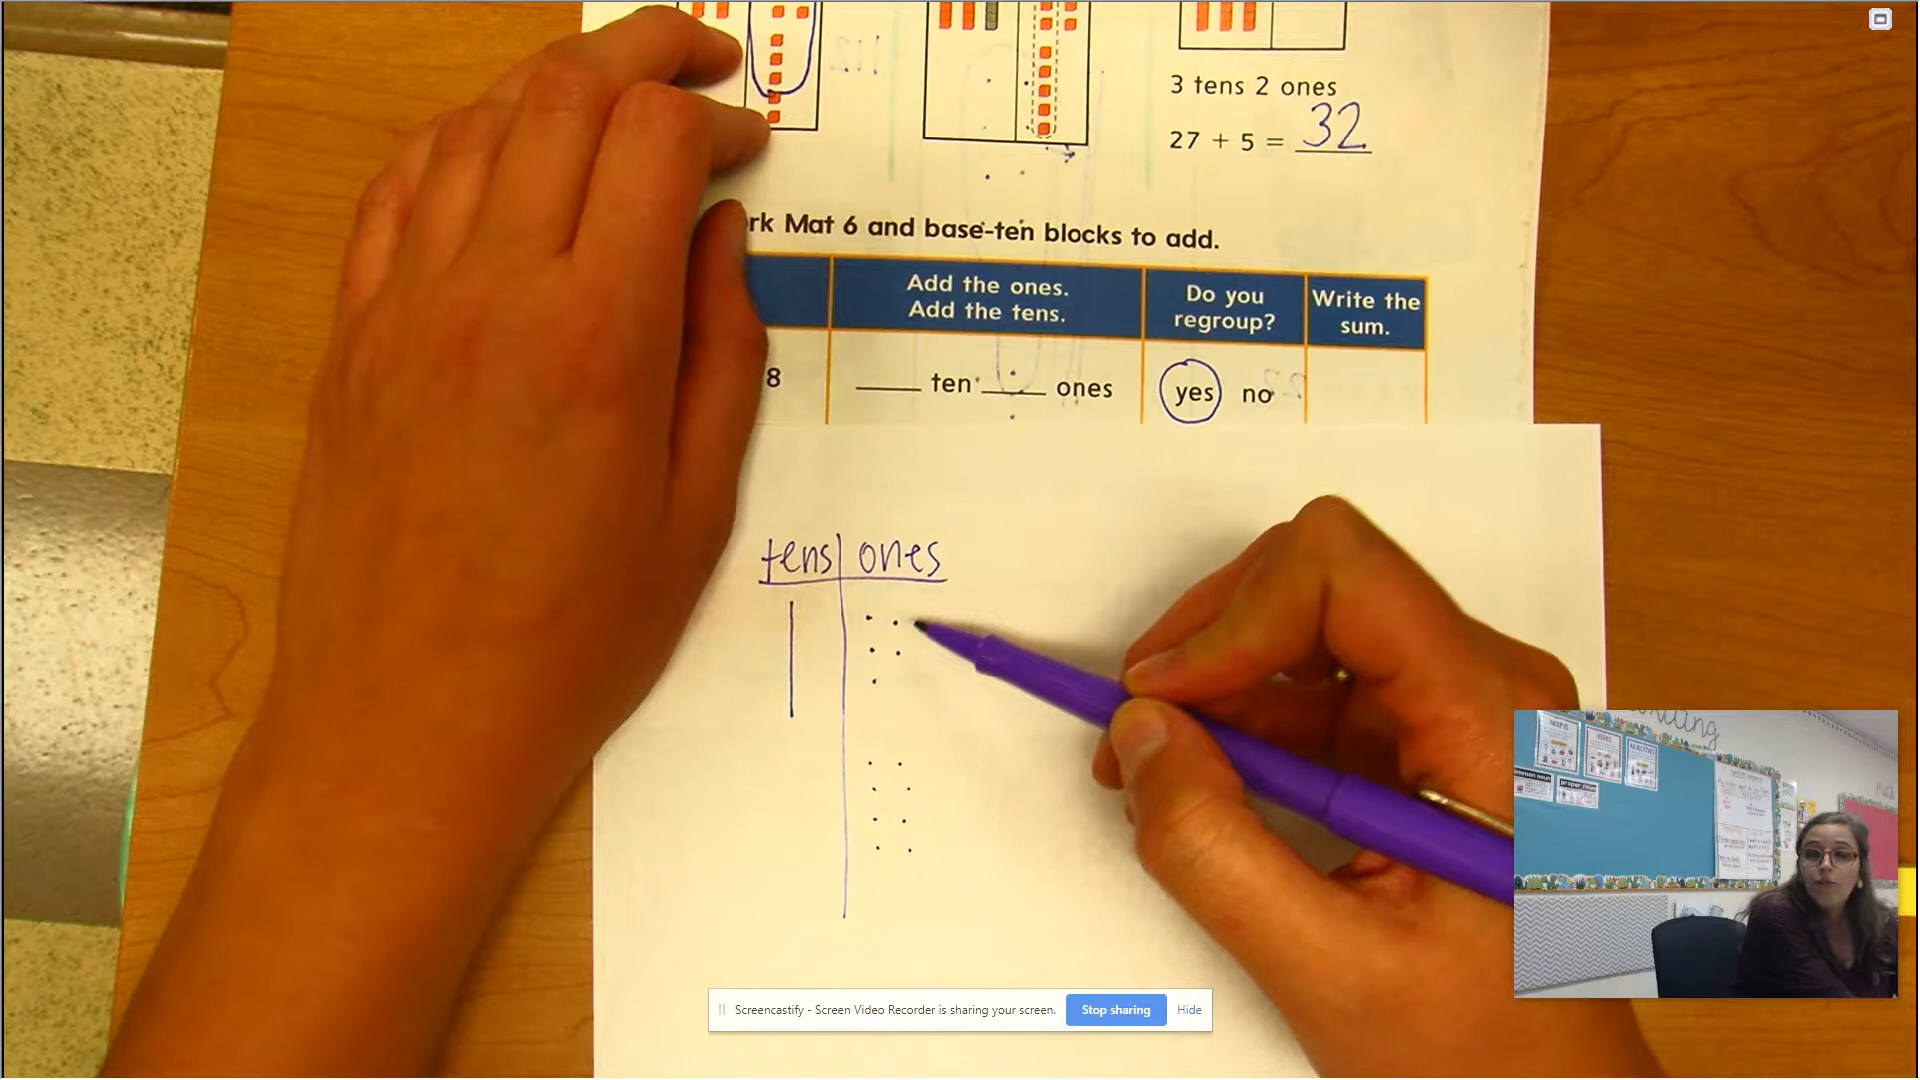 3 tens 2 ones
27 + 5 = 32
rk Mat 6 and base-ten blocks to add.
Add the ones.
Add the tens.
Do you
regroup?
Write the
sum.
8
ten
ones
yes no
tens ones
Screencastify - Screen Video Recorder is sharing your screen.
Stop sharing
Hide